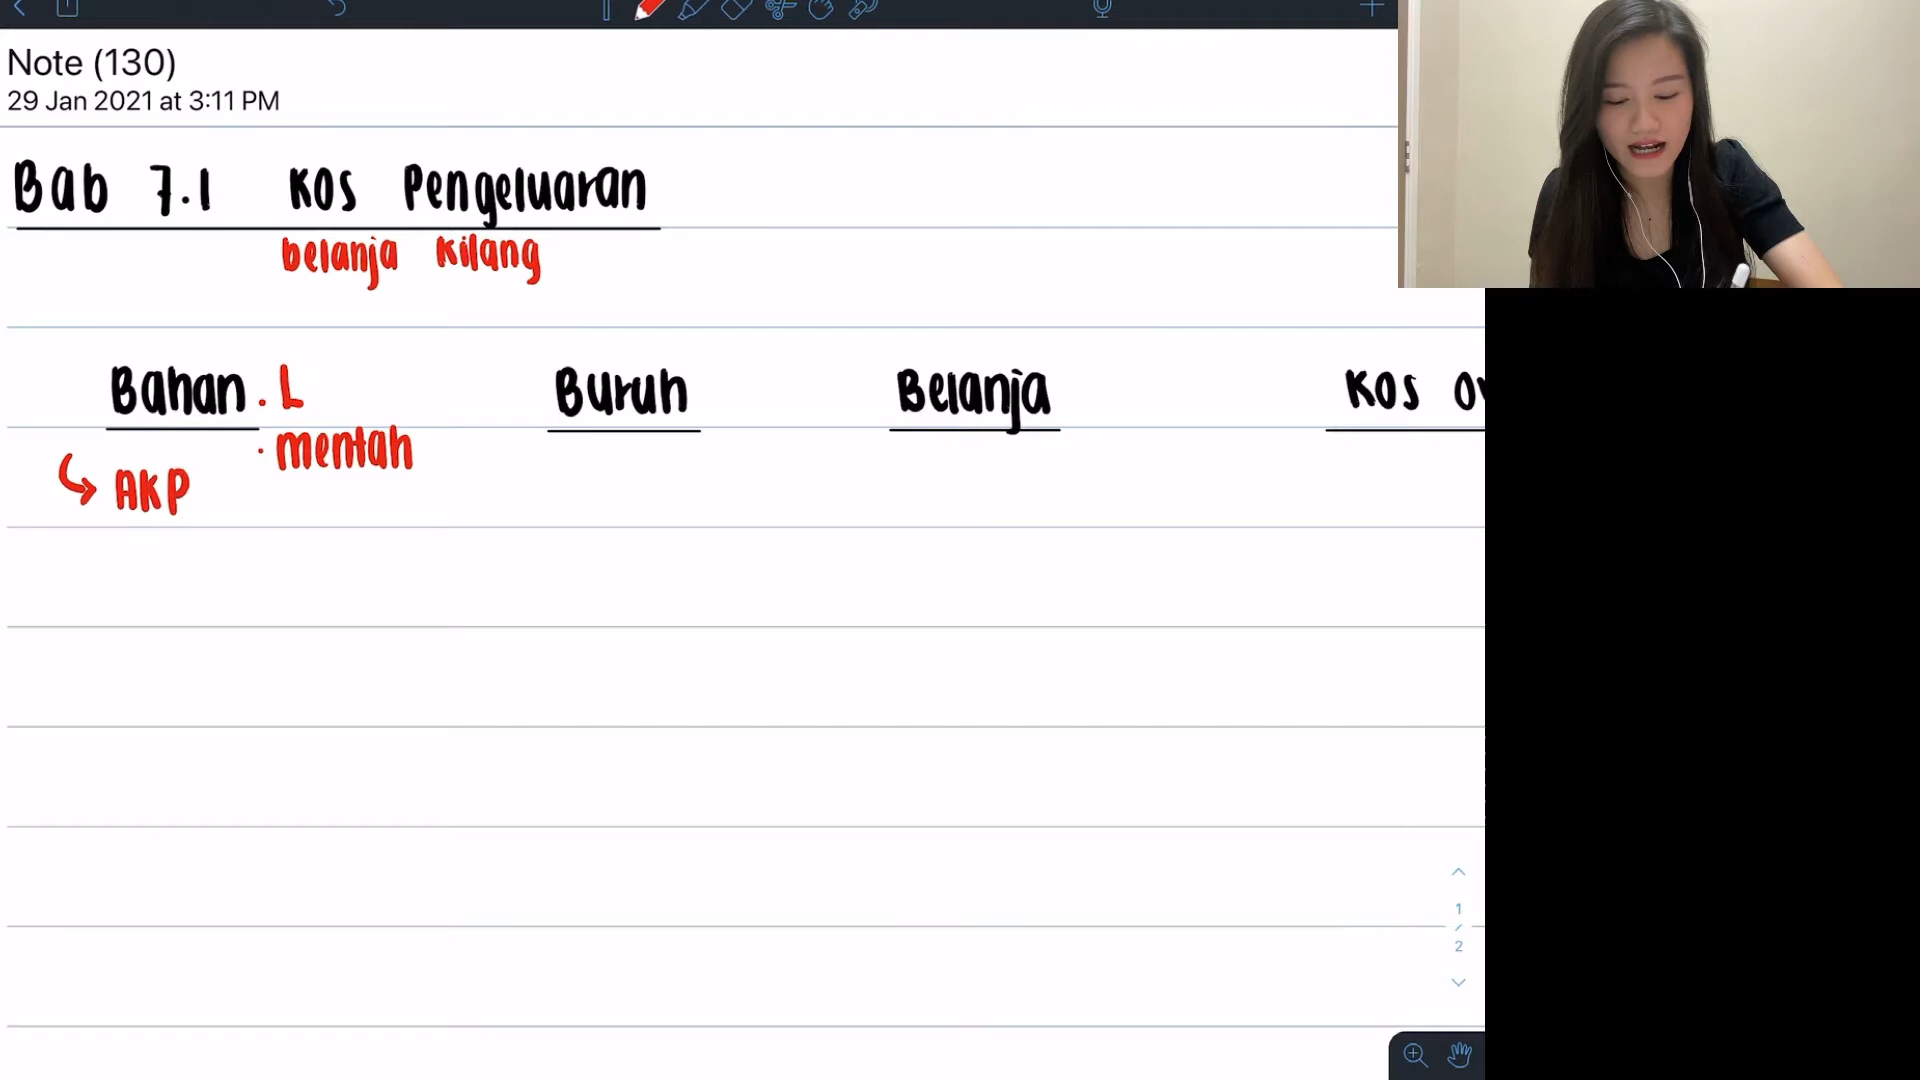 Note (130)
29 Jan 2021 at 3:11 PM
Bab 7.1 Kos Pengeluaran
belanja kilang
Bahan . L Buruh Belanja Kos
. mentah
AKP
1
/
2